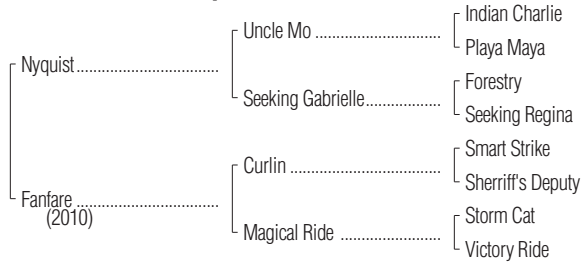 Indian Charlie
Uncle Mo ........................
Playa Maya
Nyquist ...................................
Forestry
Seeking Gabrielle ...................
Seeking Regina
Smart Strike
Curlin ................................
Sherriff's Deputy
Fanfare ...................................
(2010)
Storm Cat
Magical Ride .........................
Victory Ride